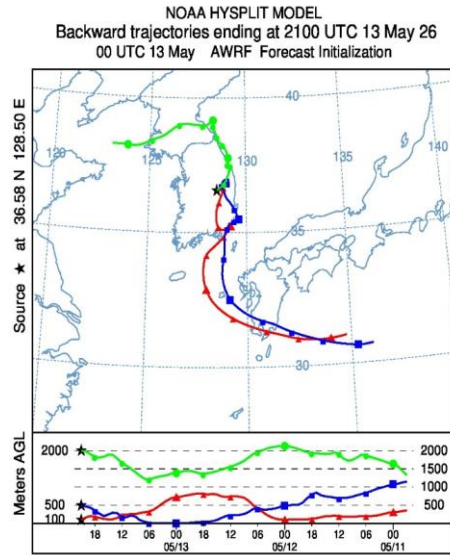 NOAA HYSPLIT MODEL
Backward trajectories ending at 2100 UTC 13 May 26
00 UTC 13 May    AWRF  Forecast Initialization
Source ★ at  36.58 N  128.50 E
40
120
125
130
135
140
35
30
Meters AGL
2000
500
100
2000
1500
1000
500
18 12 06 00 18 12 06 00 18 12 06 00
05/13 05/12 05/11